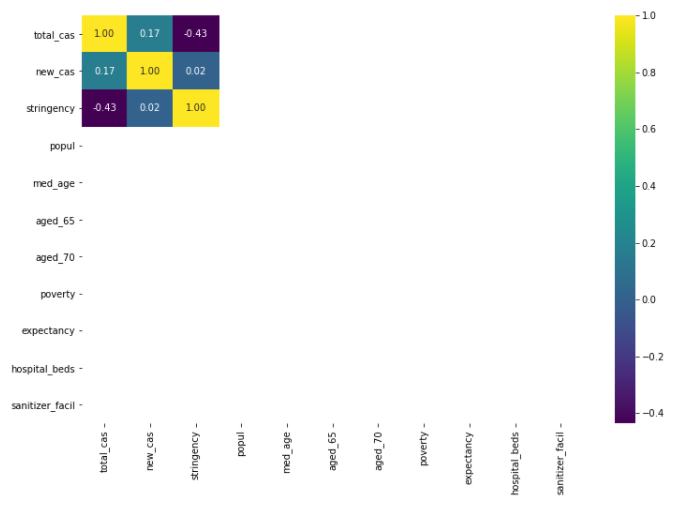 total_cas 1.00 0.17 -0.43
new_cas 0.17 1.00 0.02
stringency -0.43 0.02 1.00
popul
med_age
aged_65
aged_70
poverty
expectancy
hospital_beds
sanitizer_facil
total_cas
new_cas
stringency
popul
med_age
aged_65
aged_70
poverty
expectancy
hospital_beds
sanitizer_facil
1.0
0.8
0.6
0.4
0.2
0.0
−0.2
−0.4